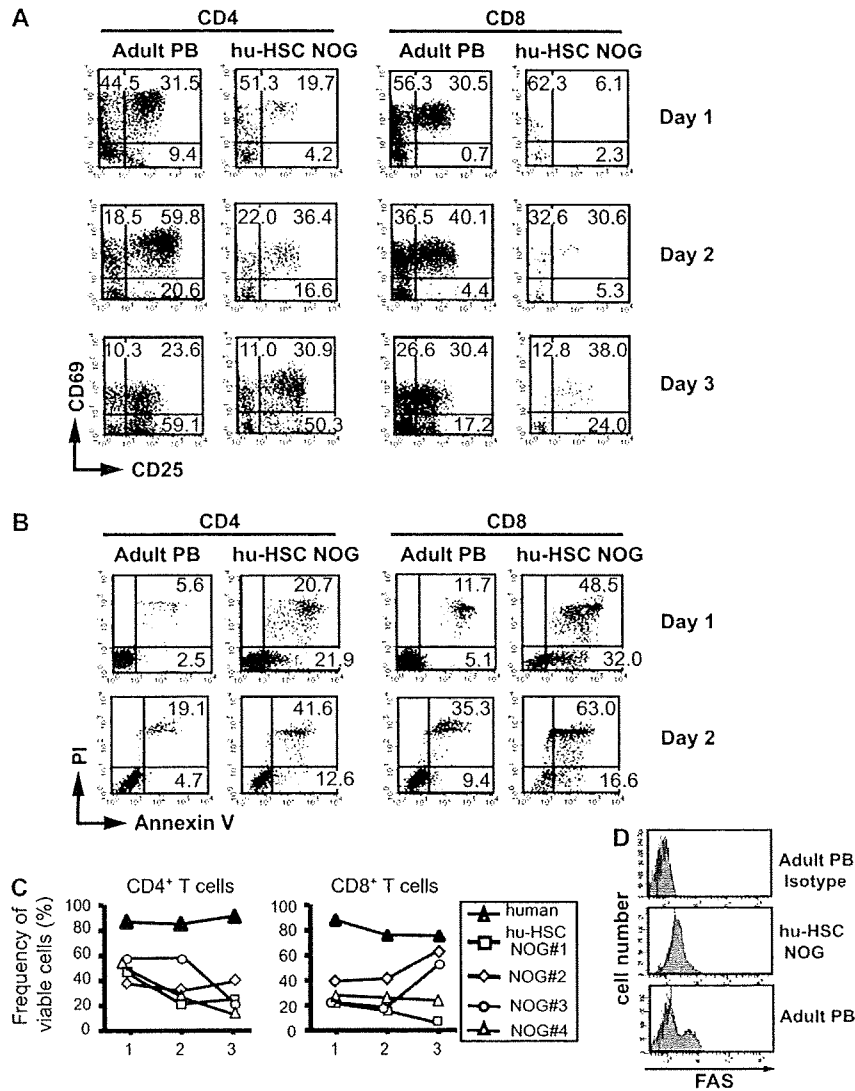 A
CD4 CD8
Adult PB hu-HSC NOG Adult PB hu-HSC NOG
44.5 31.5 51.3 19.7 56.3 30.5 62.3 6.1
Day 1
9.4 4.2 0.7 2.3
18.5 59.8 22.0 36.4 36.5 40.1 32.6 30.6
Day 2
20.6 16.6 4.4 5.3
10.3 23.6 11.0 30.9 26.6 30.4 12.8 38.0
Day 3
59.1 50.3 17.2 24.0
CD69
CD25
B
CD4 CD8
Adult PB hu-HSC NOG Adult PB hu-HSC NOG
5.6 20.7 11.7 48.5
Day 1
2.5 21.9 5.1 32.0
19.1 41.6 35.3 63.0
Day 2
4.7 12.6 9.4 16.6
PI
Annexin V
C
CD4+ T cells CD8+ T cells
Frequency of
viable cells (%)
100 100
80 80
60 60
40 40
20 20
0 0
1 2 3 1 2 3
human
hu-HSC
NOG#1
NOG#2
NOG#3
NOG#4
D
Adult PB
Isotype
hu-HSC
NOG
Adult PB
cell number
FAS